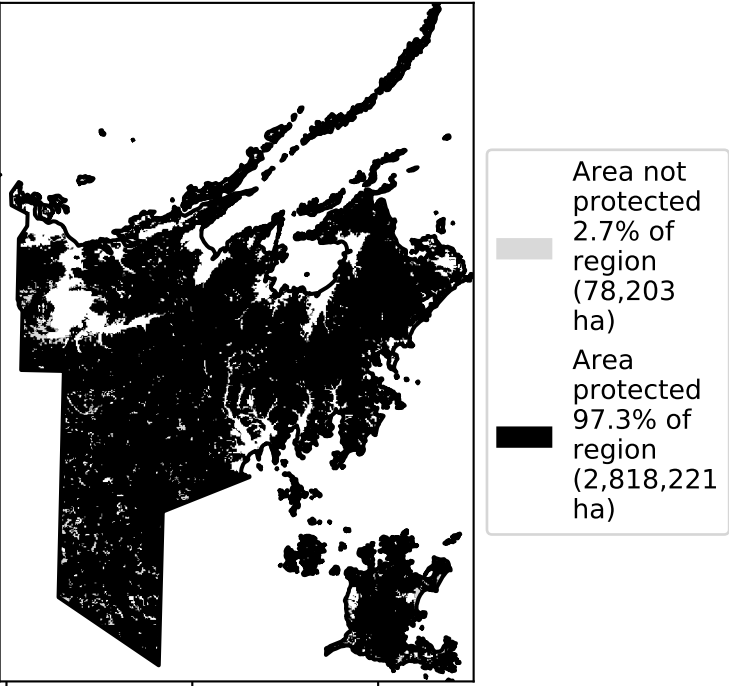 Area not
protected
2.7% of
region
(78,203
ha)
Area
protected
97.3% of
region
(2,818,221
ha)